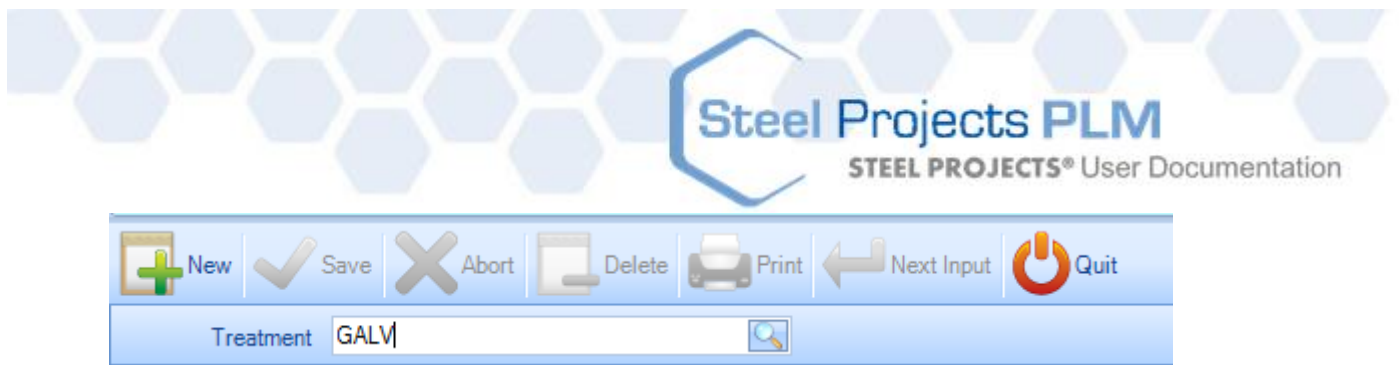 Steel Projects PLM
STEEL PROJECTS® User Documentation
New Save Abort Delete Print Next Input Quit
Treatment GALV